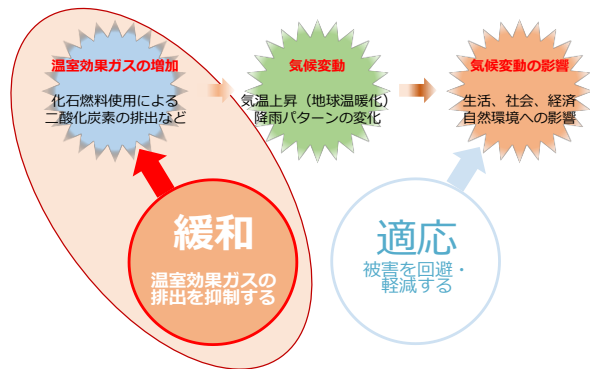 温室効果ガスの増加
化石燃料使用による
二酸化炭素の排出など
気候変動
気温上昇（地球温暖化）
降雨パターンの変化
気候変動の影響
生活、社会、経済
自然環境への影響
緩和
温室効果ガスの
排出を抑制する
適応
被害を回避・
軽減する